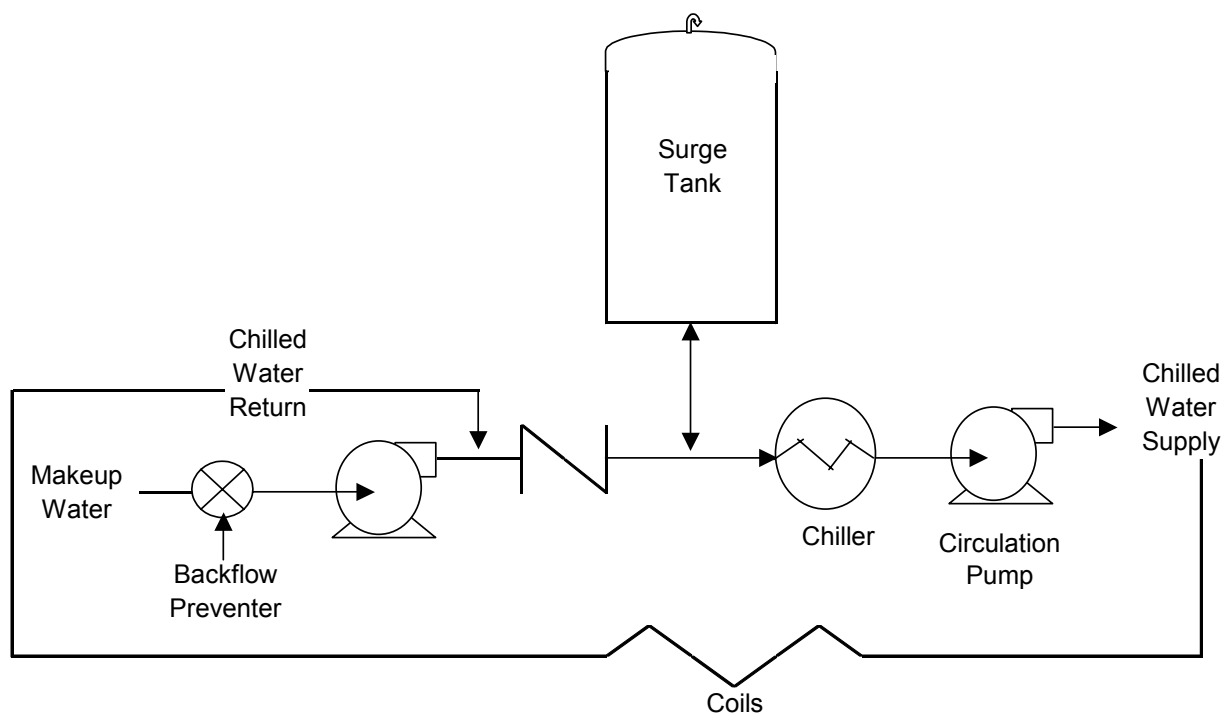 Surge
Tank
Chilled
Water
Return
Chilled
Water
Supply
Makeup
Water
Chiller
Circulation
Pump
Backflow
Preventer
Coils